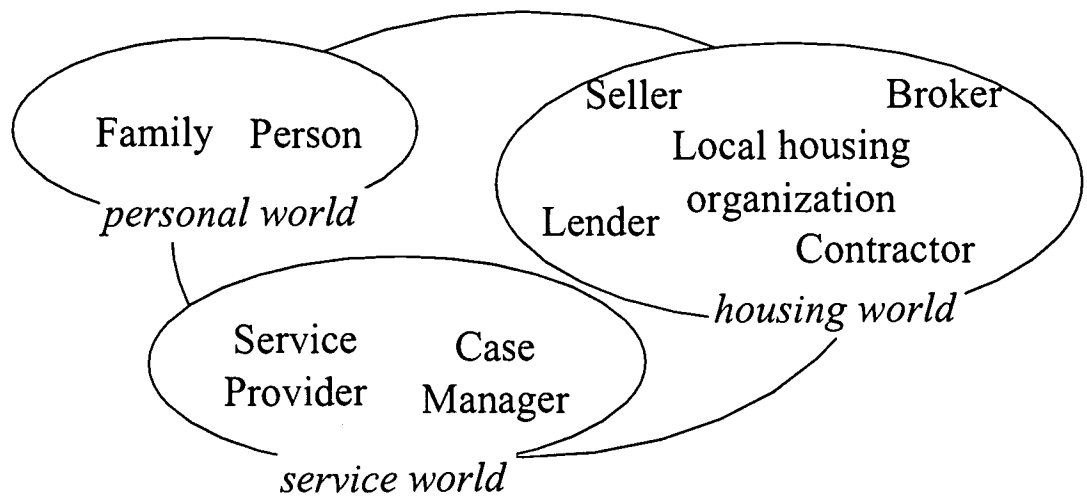 Family Person
personal world
Seller Broker
Local housing
organization
Lender
Contractor
housing world
Service
Provider
Case
Manager
service world